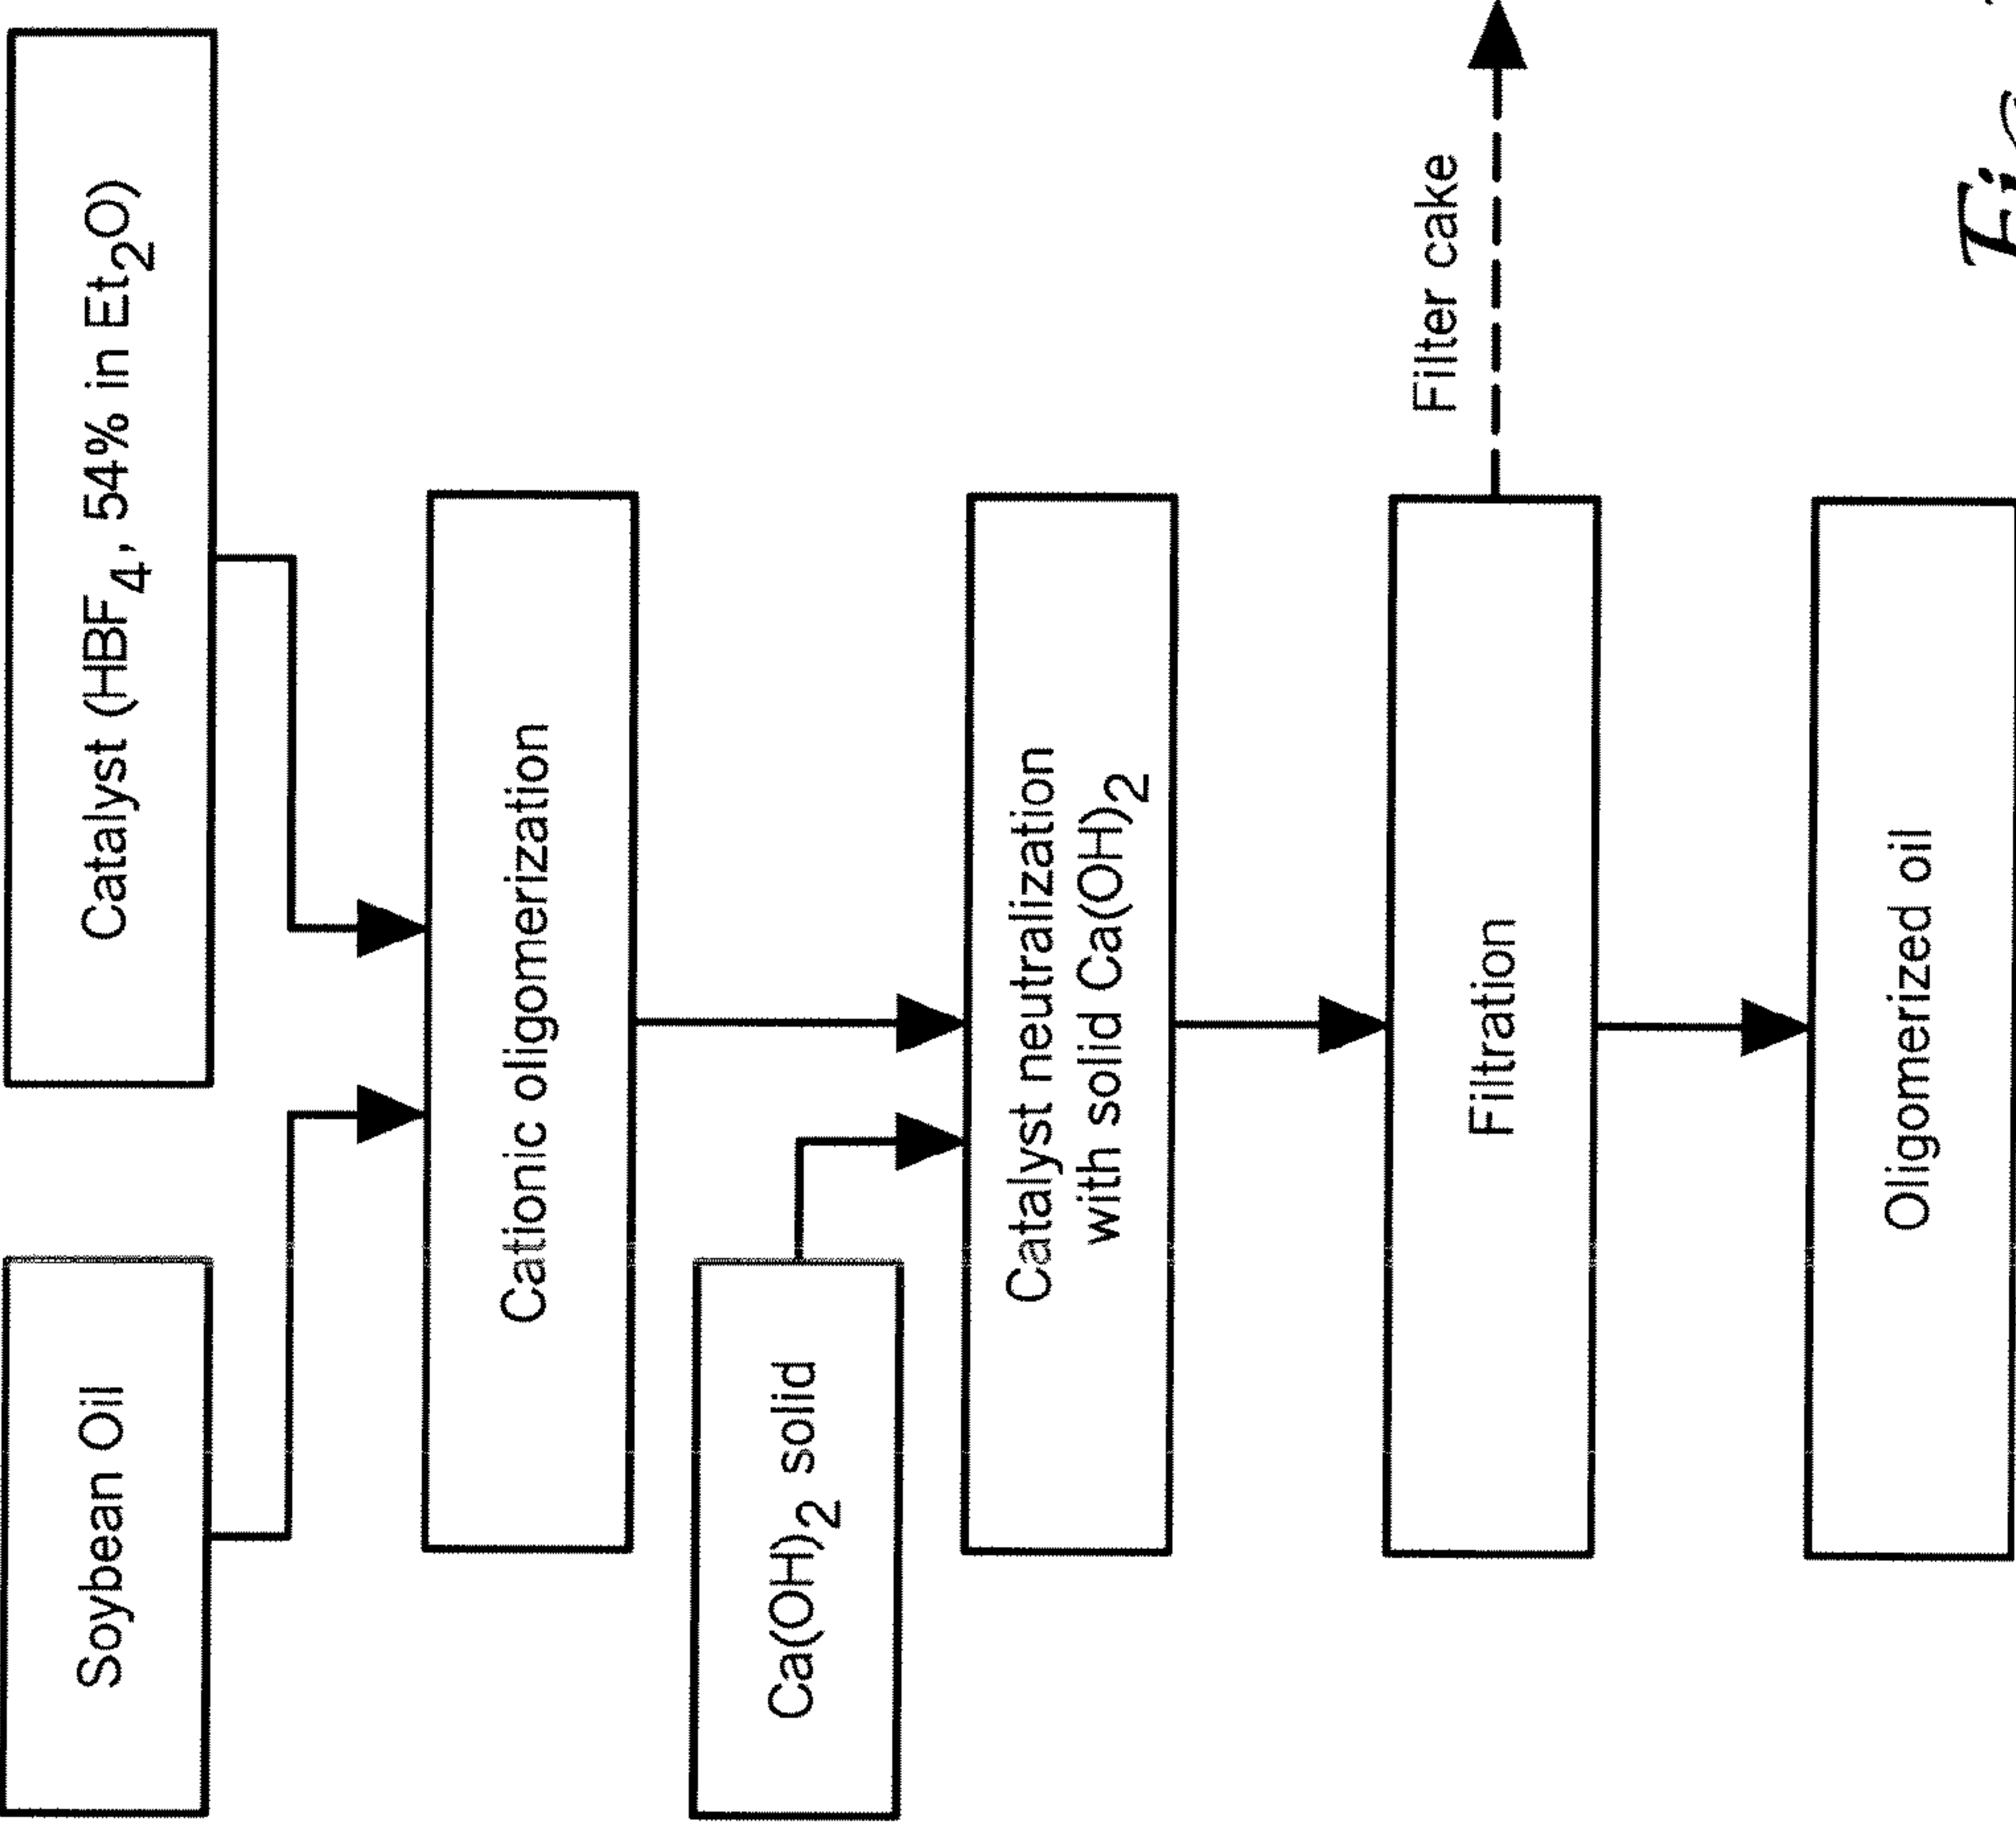 Soybean Oil
Catalyst (HBF4, 54% in Et2O)
Cationic oligomerization
Ca(OH)2 solid
Catalyst neutralization
with solid Ca(OH)2
Filtration
Filter cake
Oligomerized oil